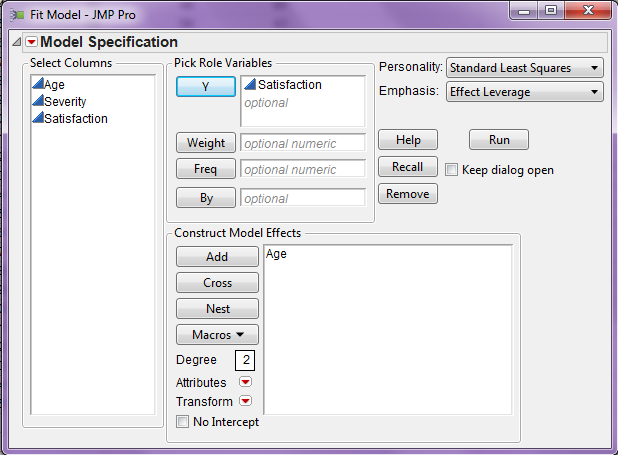 Fit Model - JMP Pro
Model Specification
Select Columns
Age
Severity
Satisfaction
Pick Role Variables
Y
Satisfaction
optional
Weight
optional numeric
Freq
optional numeric
By
optional
Personality:
Standard Least Squares
Emphasis:
Effect Leverage
Help
Run
Recall
Keep dialog open
Remove
Construct Model Effects
Add
Age
Cross
Nest
Macros
Degree
2
Attributes
Transform
No Intercept